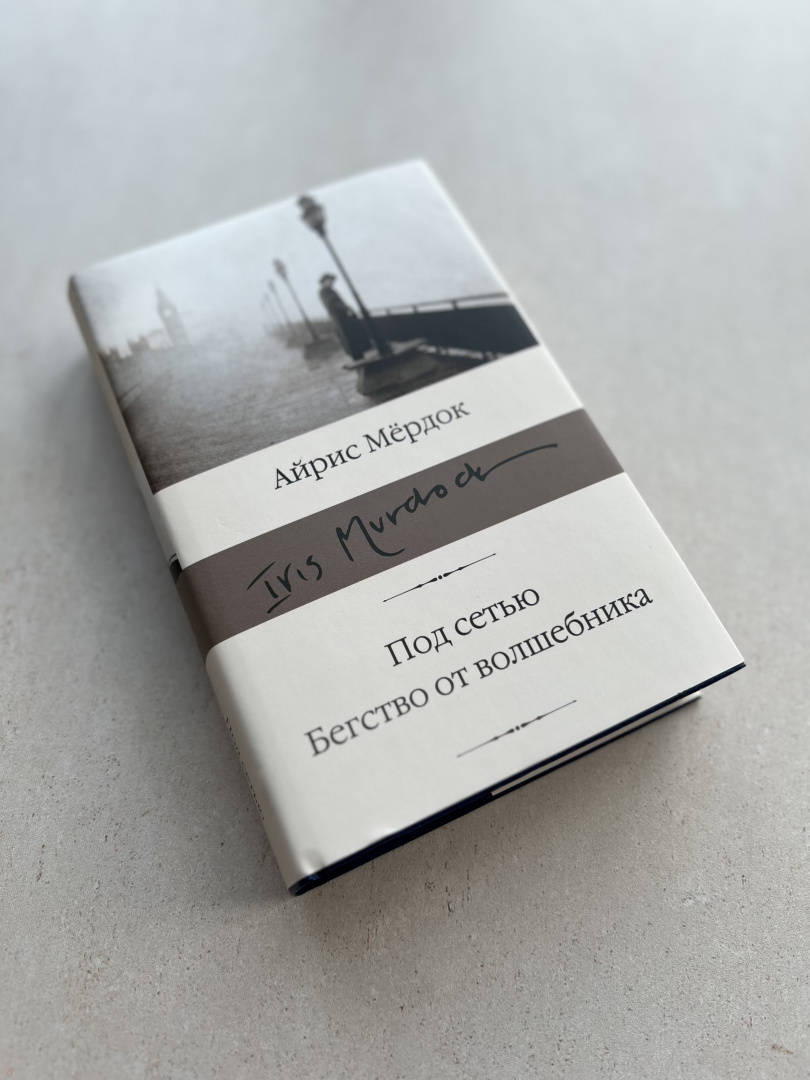 Айрис Мёрдок
Iris Murdoch
Под сетью
Бегство от волшебника